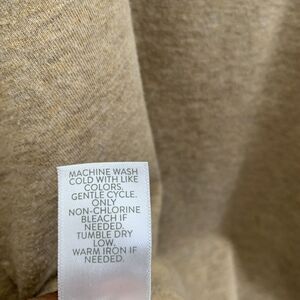 MACHINE WASH
COLD WITH LIKE
COLORS.
GENTLE CYCLE.
ONLY
NON-CHLORINE
BLEACH IF
NEEDED.
TUMBLE DRY
LOW.
WARM IRON IF
NEEDED.